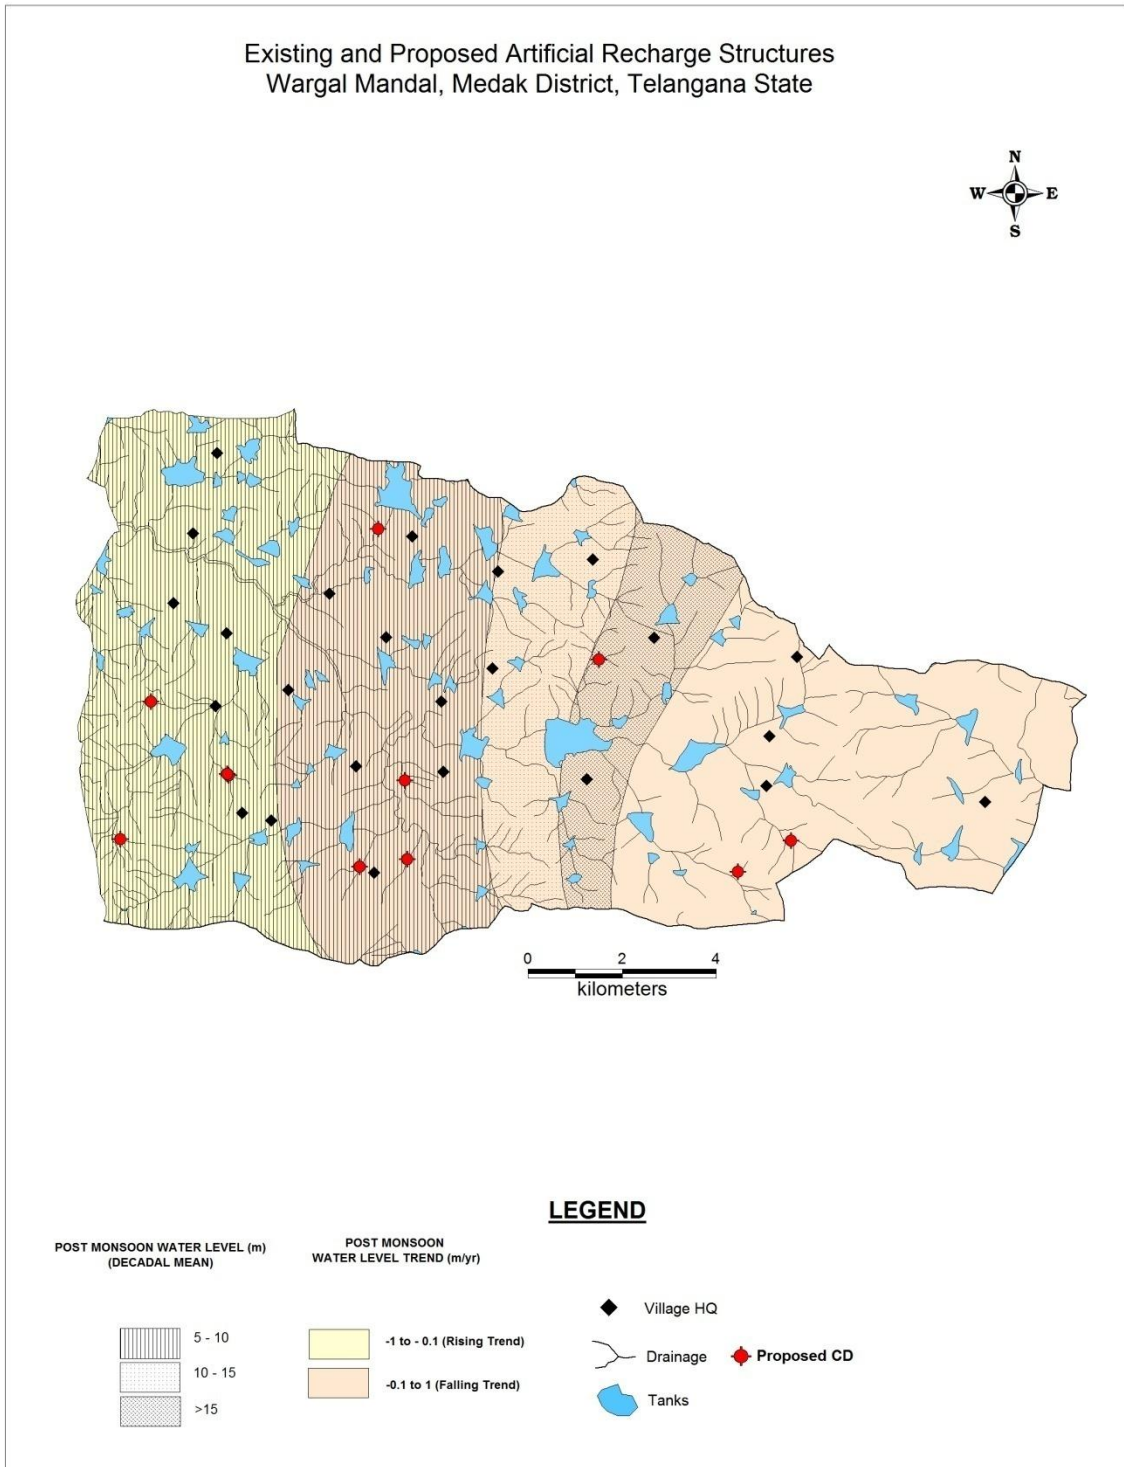 Existing and Proposed Artificial Recharge Structures
Wargal Mandal, Medak District, Telangana State
N
W E
S
0 2 4
kilometers
LEGEND
POST MONSOON WATER LEVEL (m)
(DECADAL MEAN)
5 - 10
10 - 15
>15
POST MONSOON
WATER LEVEL TREND (m/yr)
-1 to - 0.1 (Rising Trend)
-0.1 to 1 (Falling Trend)
Village HQ
Drainage
Proposed CD
Tanks